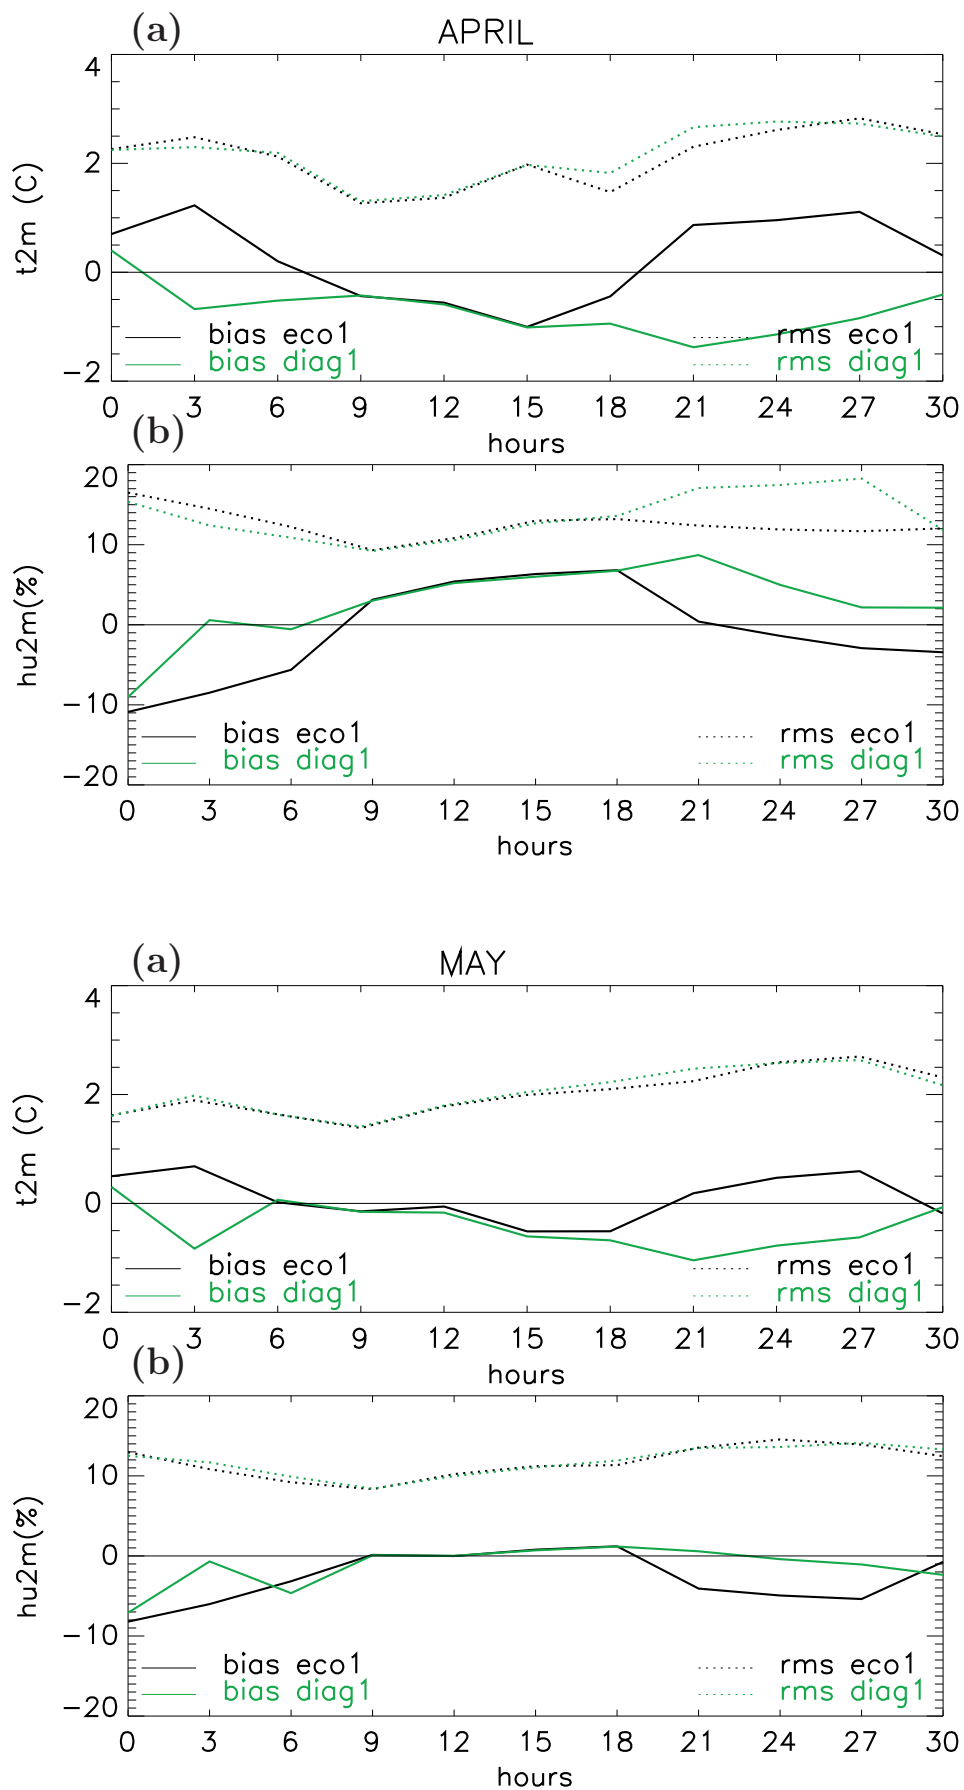 (a) APRIL
4
2
0
−2
t2m (C)
bias eco1 rms eco1
bias diag1 rms diag1
0 3 6 9 12 15 18 21 24 27 30
hours
(b)
20
10
0
−10
−20
hu2m(%)
bias eco1 rms eco1
bias diag1 rms diag1
0 3 6 9 12 15 18 21 24 27 30
hours
(a) MAY
4
2
0
−2
t2m (C)
bias eco1 rms eco1
bias diag1 rms diag1
0 3 6 9 12 15 18 21 24 27 30
hours
(b)
20
10
0
−10
−20
hu2m(%)
bias eco1 rms eco1
bias diag1 rms diag1
0 3 6 9 12 15 18 21 24 27 30
hours